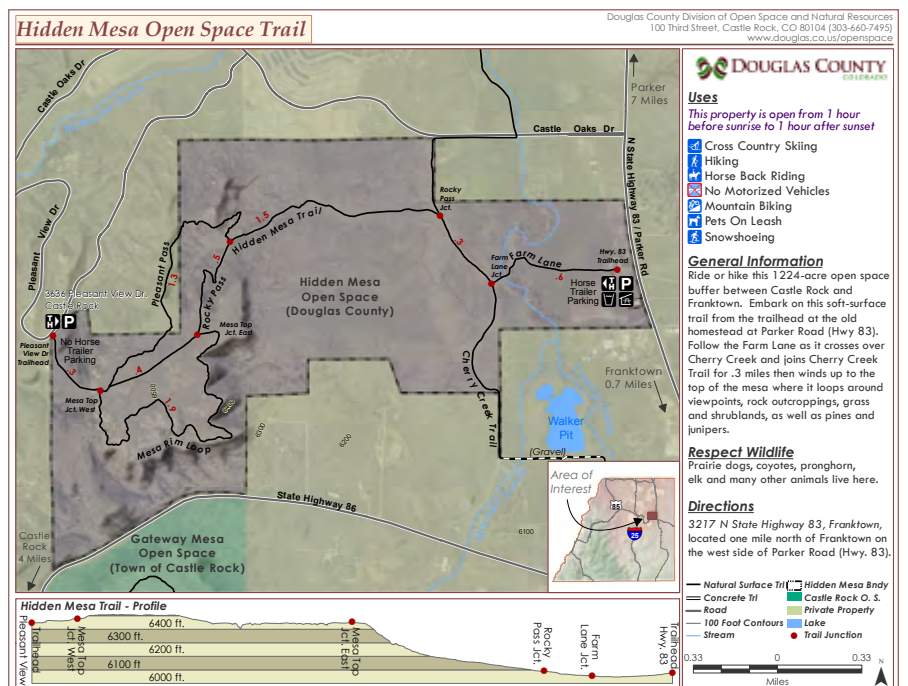 Hidden Mesa Open Space Trail
Douglas County Division of Open Space and Natural Resources
100 Third Street, Castle Rock, CO 80104 (303-660-7495)
www.douglas.co.us/openspace
Castle Oaks Dr
Parker
7 Miles
Castle Oaks Dr
N State Highway 83 / Parker Rd
Pleasant View Dr
Rocky
Pass
Jct.
1.5
Hidden Mesa Trail
.3
Farm
Lane
Jct.
Farm Lane
.6
Hwy. 83
Trailhead
Horse
Trailer
Parking
TH P
Pleasant Pass
1.3
.5
Rocky Pass
Hidden Mesa
Open Space
(Douglas County)
3636 Pleasant View Dr.
Castle Rock
TH P
No Horse
Trailer
Parking
Pleasant
View Dr
Trailhead
.3
Mesa Top
Jct. East
.4
Mesa Top
Jct. West
1.9
Mesa Rim Loop
6300
6200
Cherry Creek Trail
Franktown
0.7 Miles
Walker
Pit
(Gravel)
State Highway 86
6100
Castle
Rock
4 Miles
Gateway Mesa
Open Space
(Town of Castle Rock)
Area of
Interest
85
25
DOUGLAS COUNTY
COLORADO
Uses
This property is open from 1 hour
before sunrise to 1 hour after sunset
Cross Country Skiing
Hiking
Horse Back Riding
No Motorized Vehicles
Mountain Biking
Pets On Leash
Snowshoeing
General Information
Ride or hike this 1224-acre open space
buffer between Castle Rock and
Franktown. Embark on this soft-surface
trail from the trailhead at the old
homestead at Parker Road (Hwy 83).
Follow the Farm Lane as it crosses over
Cherry Creek and joins Cherry Creek
Trail for .3 miles then winds up to the
top of the mesa where it loops around
viewpoints, rock outcroppings, grass
and shrublands, as well as pines and
junipers.
Respect Wildlife
Prairie dogs, coyotes, pronghorn,
elk and many other animals live here.
Directions
3217 N State Highway 83, Franktown,
located one mile north of Franktown on
the west side of Parker Road (Hwy. 83).
Natural Surface Trl
Concrete Trl
Road
100 Foot Contours
Stream
Hidden Mesa Bndy
Castle Rock O. S.
Private Property
Lake
Trail Junction
0.33 0 0.33
Miles
N
Hidden Mesa Trail - Profile
6400 ft.
6300 ft.
6200 ft.
6100 ft
6000 ft.
Pleasant View
Trailhead
Mesa Top
Jct. West
Mesa Top
Jct. East
Rocky
Pass Jct.
Farm
Lane Jct.
Trailhead
Hwy. 83